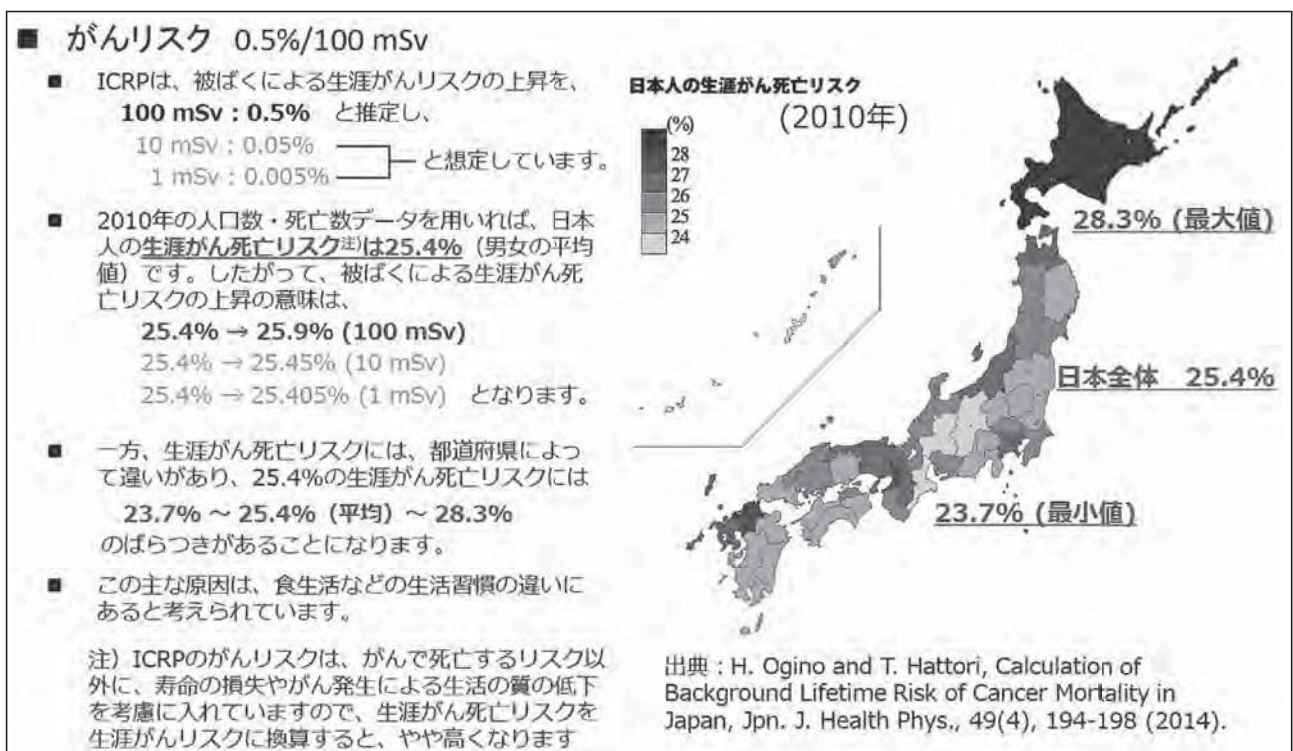 ■ がんリスク 0.5%/100 mSv
■ ICRPは、被ばくによる生涯がんリスクの上昇を、
100 mSv : 0.5% と推定し、
10 mSv : 0.05%
1 mSv : 0.005%
と想定しています。
■ 2010年の人口数・死亡数データを用いれば、日本
人の生涯がん死亡リスク注)は25.4% (男女の平均
値) です。したがって、被ばくによる生涯がん死
亡リスクの上昇の意味は、
25.4% → 25.9% (100 mSv)
25.4% → 25.45% (10 mSv)
25.4% → 25.405% (1 mSv) となります。
■ 一方、生涯がん死亡リスクには、都道府県によっ
て違いがあり、25.4%の生涯がん死亡リスクには
23.7% ～ 25.4% (平均) ～ 28.3%
のばらつきがあることになります。
■ この主な原因は、食生活などの生活習慣の違いに
あると考えられています。
注) ICRPのがんリスクは、がんで死亡するリスク以
外に、寿命の損失やがん発生による生活の質の低下
を考慮に入れていますので、生涯がん死亡リスクを
生涯がんリスクに換算すると、やや高くなります
日本人の生涯がん死亡リスク
(2010年)
(%)
28
27
26
25
24
28.3% (最大値)
日本全体 25.4%
23.7% (最小値)
出典 : H. Ogino and T. Hattori, Calculation of
Background Lifetime Risk of Cancer Mortality in
Japan, Jpn. J. Health Phys., 49(4), 194-198 (2014).